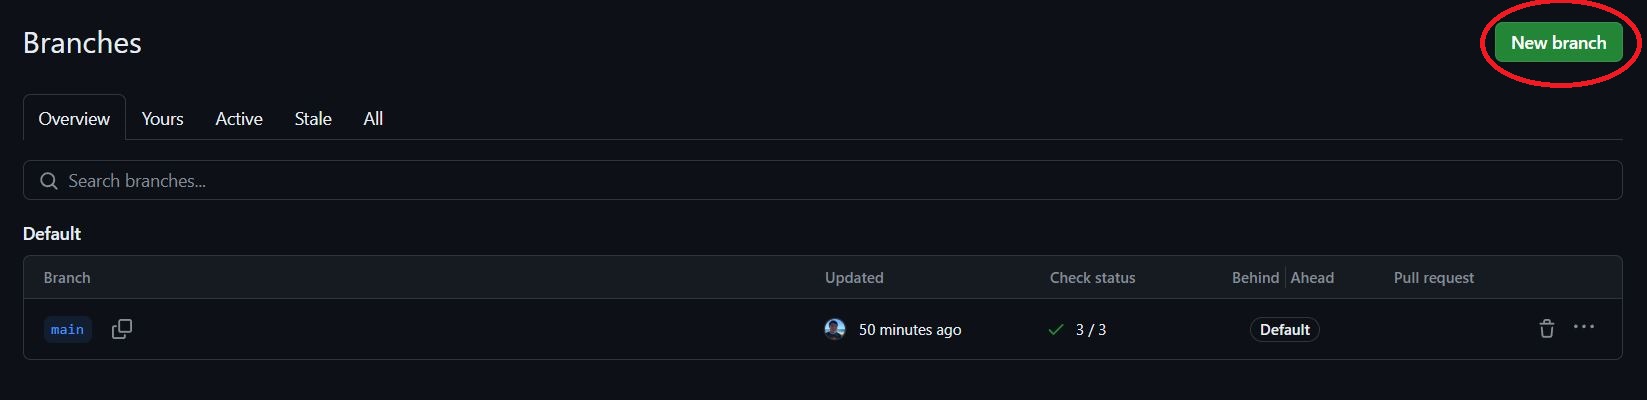 Branches
New branch
Overview Yours Active Stale All
Search branches...
Default
Branch Updated Check status Behind Ahead Pull request
main 50 minutes ago 3 / 3 Default